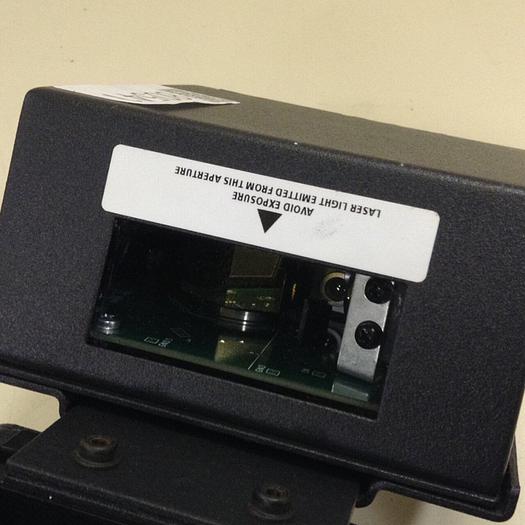 AVOID EXPOSURE
LASER LIGHT EMITTED FROM THIS APERTURE